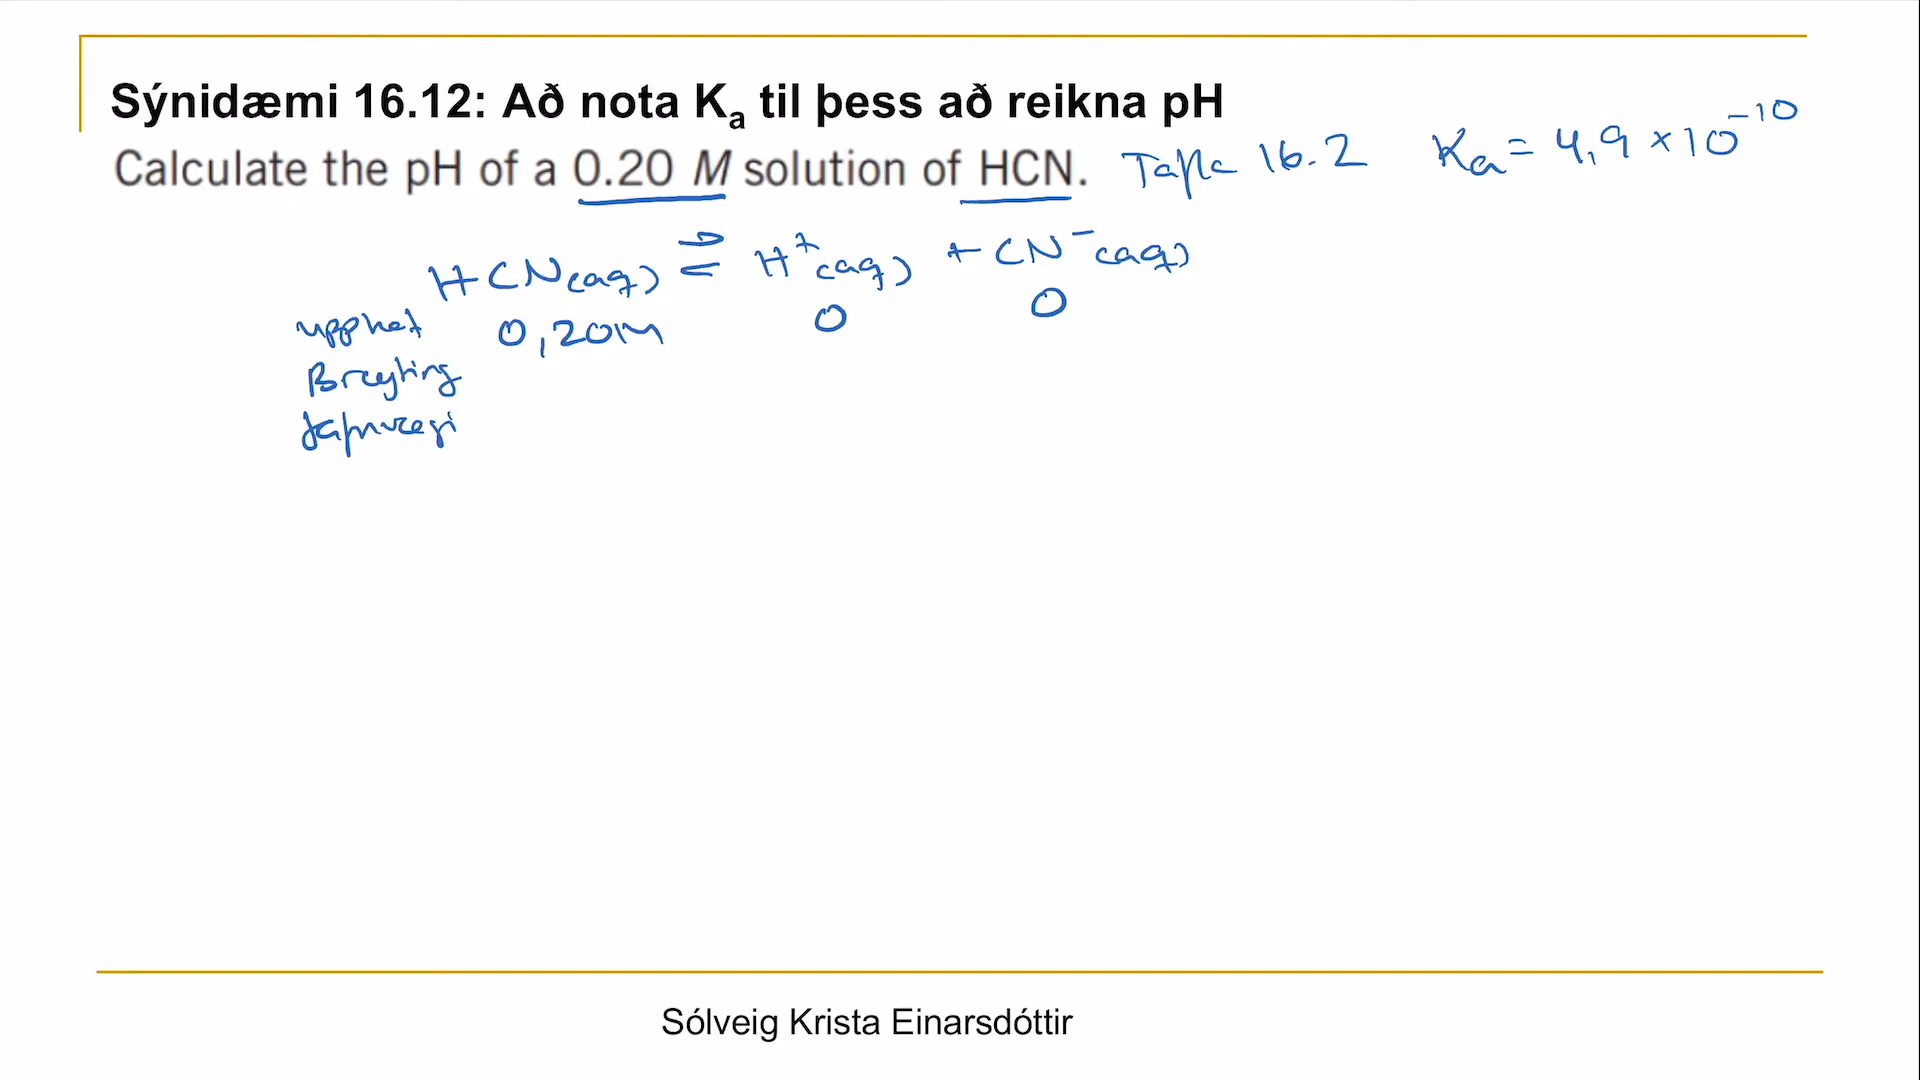 Sýnidæmi 16.12: Að nota Ka til þess að reikna pH
Calculate the pH of a 0.20 M solution of HCN. Tafla 16.2 Ka = 4,9 × 10⁻¹⁰
HCN(aq) ⇌ H⁺(aq) + CN⁻(aq)
upphaf 0,20M 0 0
Breyting
Jafnvægi
Sólveig Krista Einarsdóttir